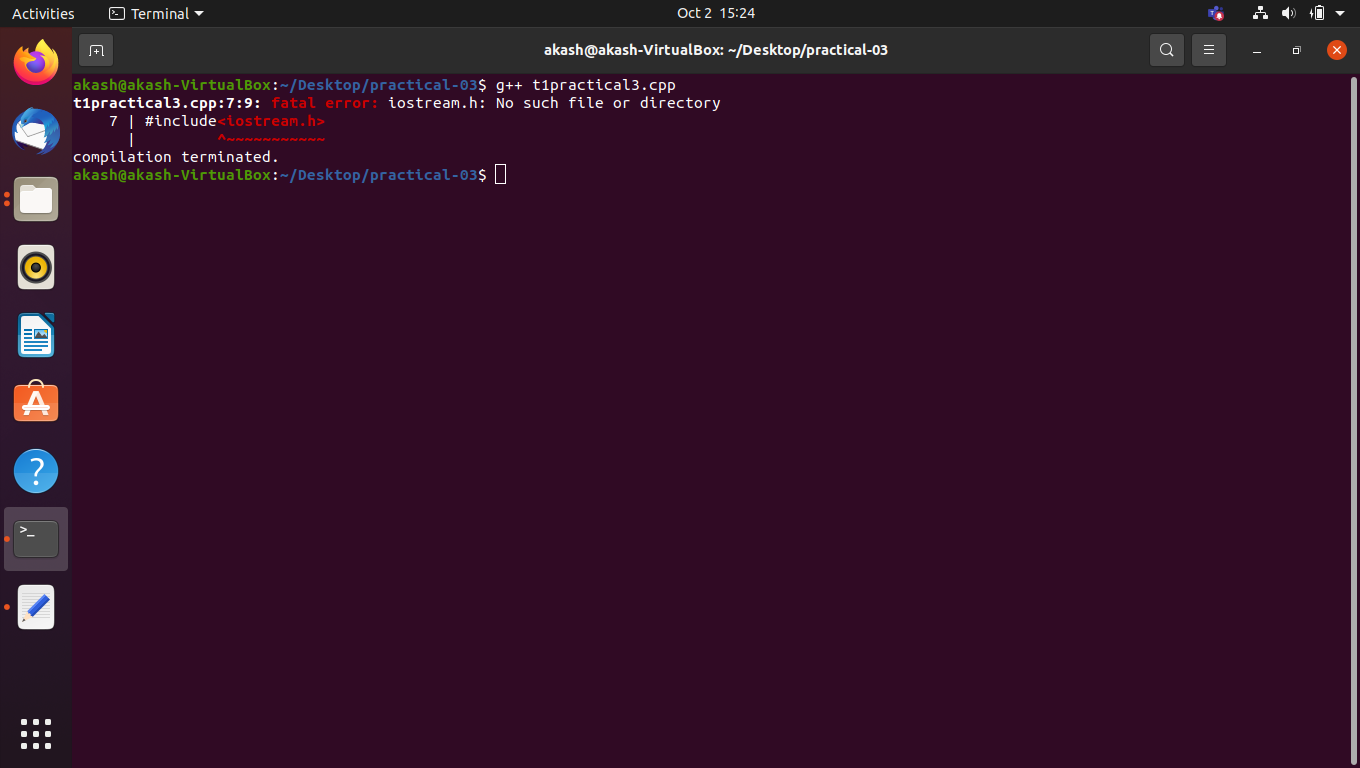 Activities Terminal Oct 2 15:24
akash@akash-VirtualBox: ~/Desktop/practical-03
akash@akash-VirtualBox:~/Desktop/practical-03$ g++ t1practical3.cpp
t1practical3.cpp:7:9: fatal error: iostream.h: No such file or directory
    7 | #include<iostream.h>
      |         ^~~~~~~~~~~~
compilation terminated.
akash@akash-VirtualBox:~/Desktop/practical-03$